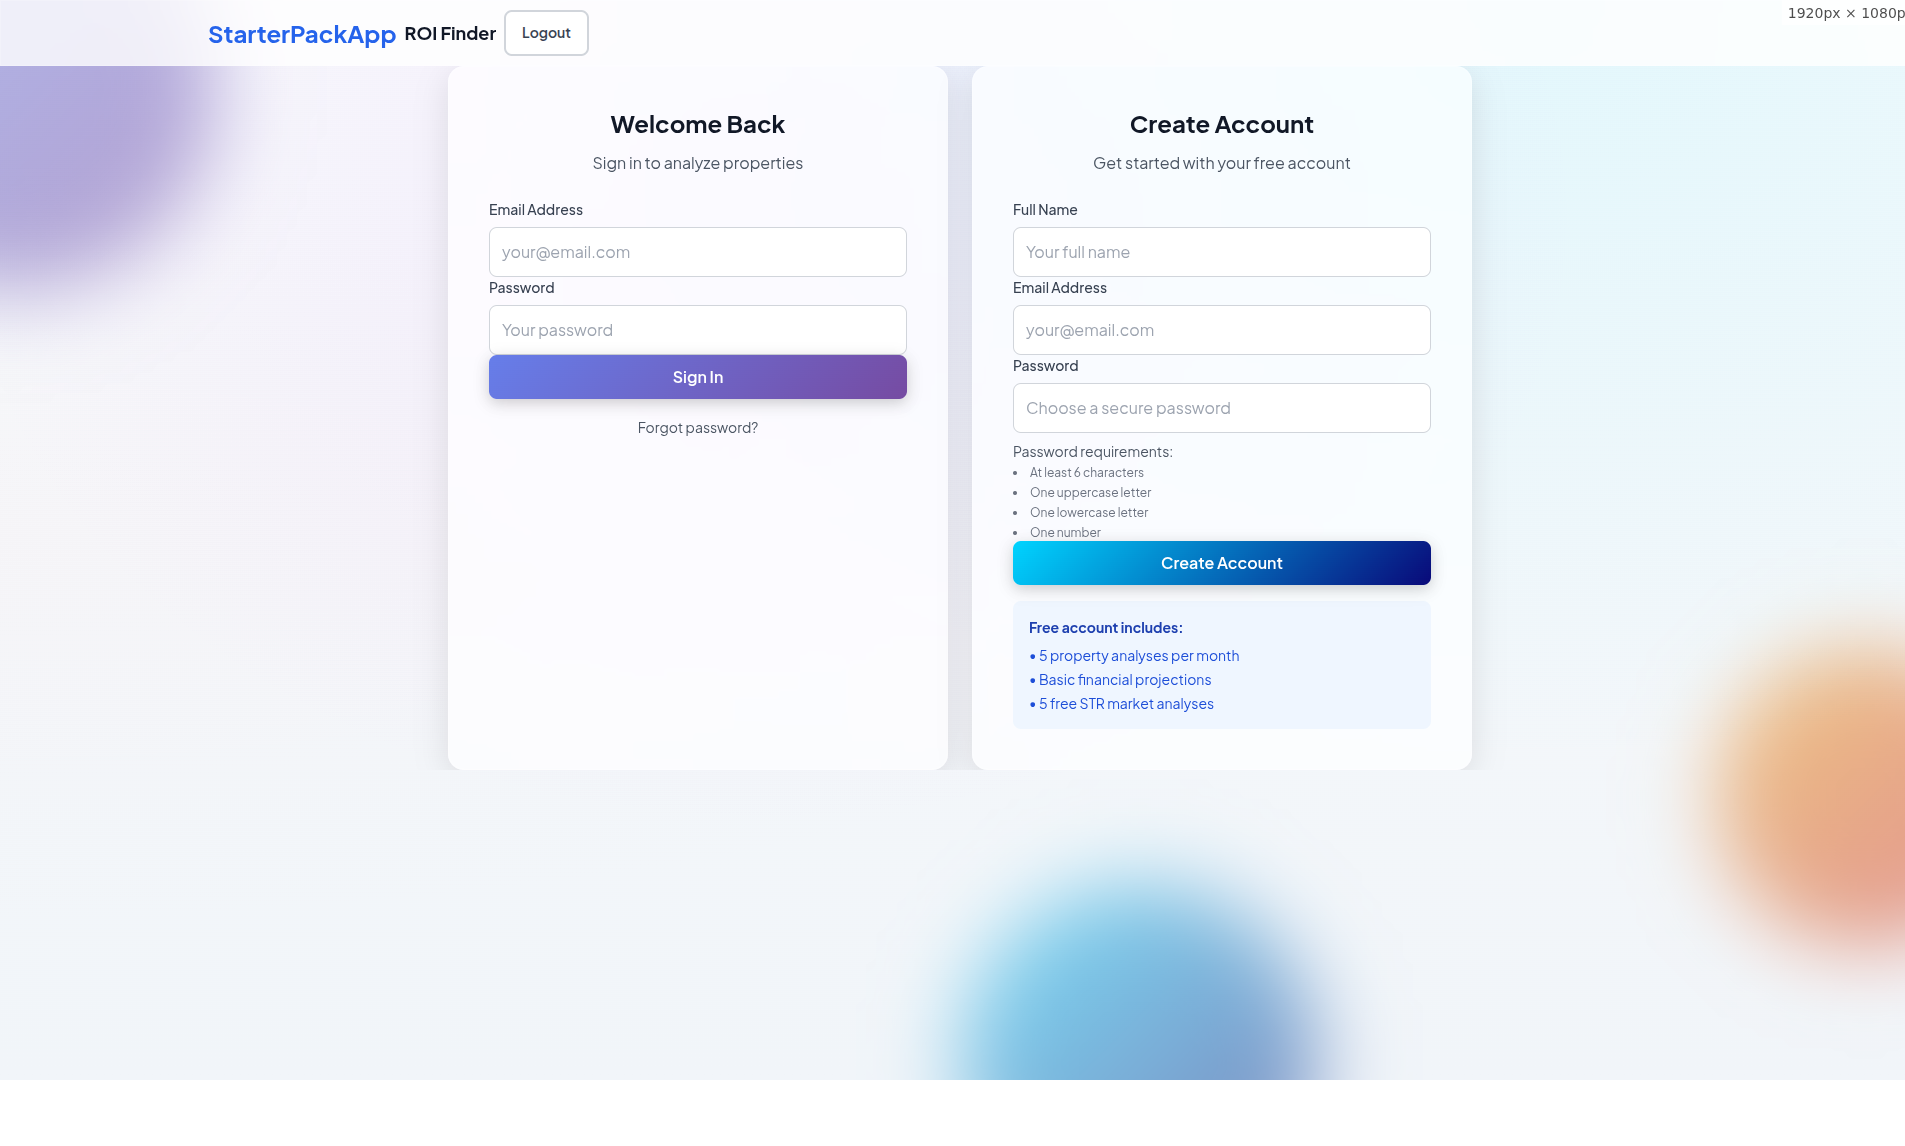 StarterPackApp ROI Finder Logout
1920px × 1080p
Welcome Back
Sign in to analyze properties
Email Address
your@email.com
Password
Your password
Sign In
Forgot password?
Create Account
Get started with your free account
Full Name
Your full name
Email Address
your@email.com
Password
Choose a secure password
Password requirements:
• At least 6 characters
• One uppercase letter
• One lowercase letter
• One number
Create Account
Free account includes:
• 5 property analyses per month
• Basic financial projections
• 5 free STR market analyses